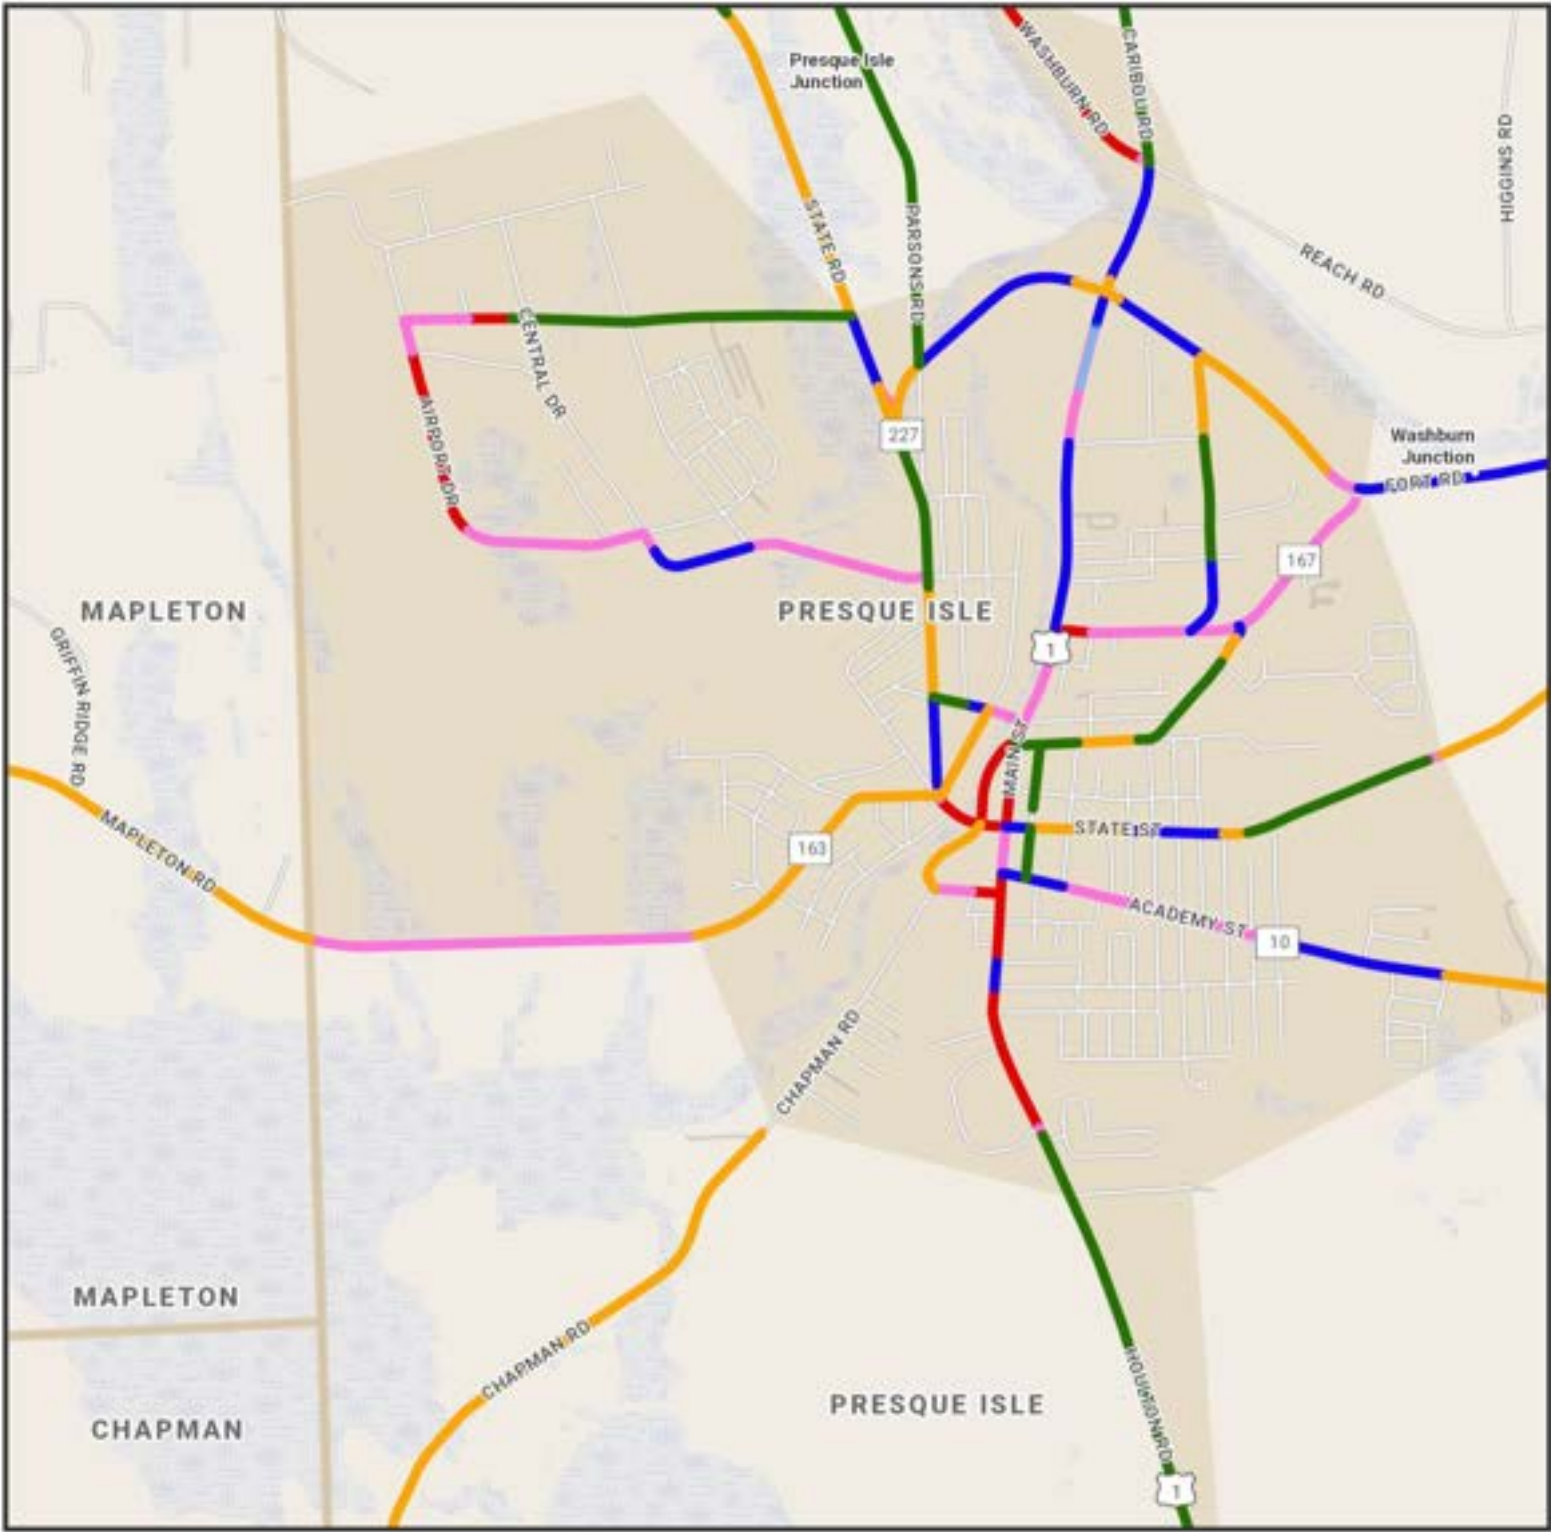 WASHBURN RD
CARIBOU RD
Presque Isle
Junction
HIGGINS RD
STATE RD
PARSONS RD
REACH RD
CENTRAL DR
AIRPORT DR
227
Washburn
Junction
FORT RD
167
MAPLETON
PRESQUE ISLE
GRIFFIN RIDGE RD
1
MAIN ST
MAPLETON RD
163
STATE ST
ACADEMY ST
10
CHAPMAN RD
MAPLETON
CHAPMAN RD
PRESQUE ISLE
CHAPMAN
HOULTON RD
1